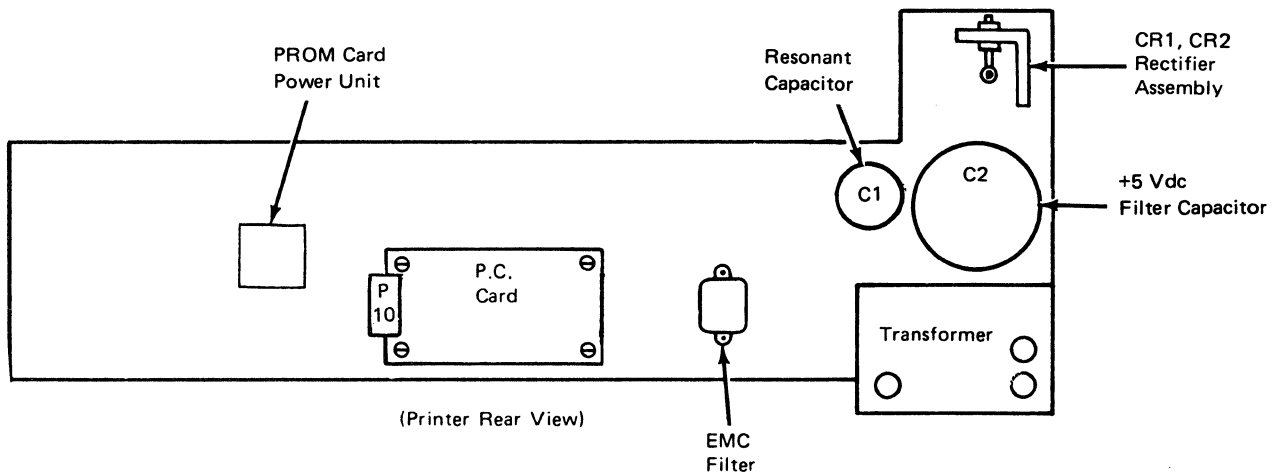 PROM Card
Power Unit
Resonant
Capacitor
CR1, CR2
Rectifier
Assembly
C1
C2
+5 Vdc
Filter Capacitor
P
10
P.C.
Card
Transformer
(Printer Rear View)
EMC
Filter